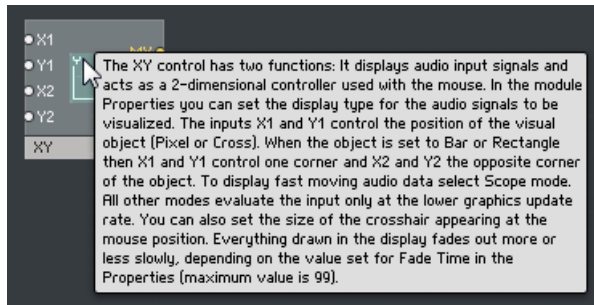 X1
MX
Y1
X2
Y2
XY
The XY control has two functions: It displays audio input signals and
acts as a 2-dimensional controller used with the mouse. In the module
Properties you can set the display type for the audio signals to be
visualized. The inputs X1 and Y1 control the position of the visual
object (Pixel or Cross). When the object is set to Bar or Rectangle
then X1 and Y1 control one corner and X2 and Y2 the opposite corner
of the object. To display fast moving audio data select Scope mode.
All other modes evaluate the input only at the lower graphics update
rate. You can also set the size of the crosshair appearing at the
mouse position. Everything drawn in the display fades out more or
less slowly, depending on the value set for Fade Time in the
Properties (maximum value is 99).